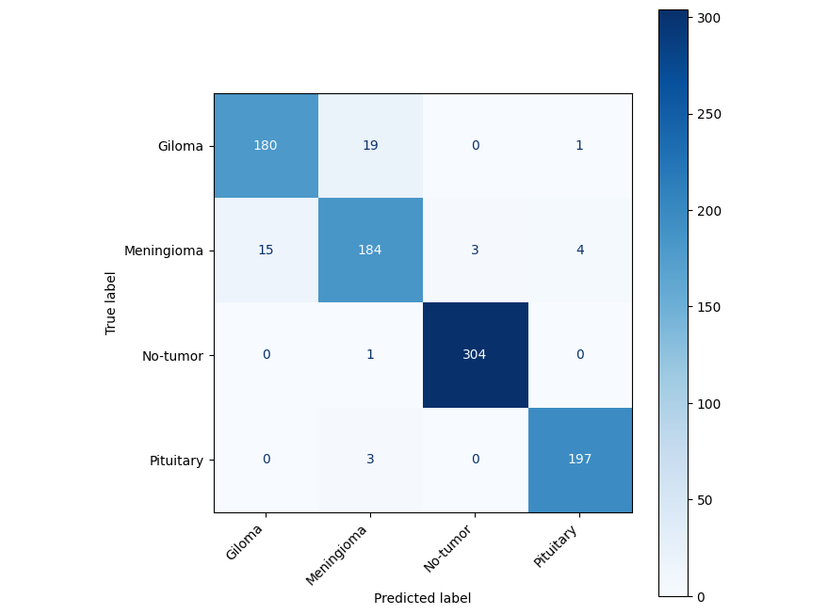 300
250
200
150
100
50
0
True label
Giloma 180 19 0 1
Meningioma 15 184 3 4
No-tumor 0 1 304 0
Pituitary 0 3 0 197
Giloma Meningioma No-tumor Pituitary
Predicted label